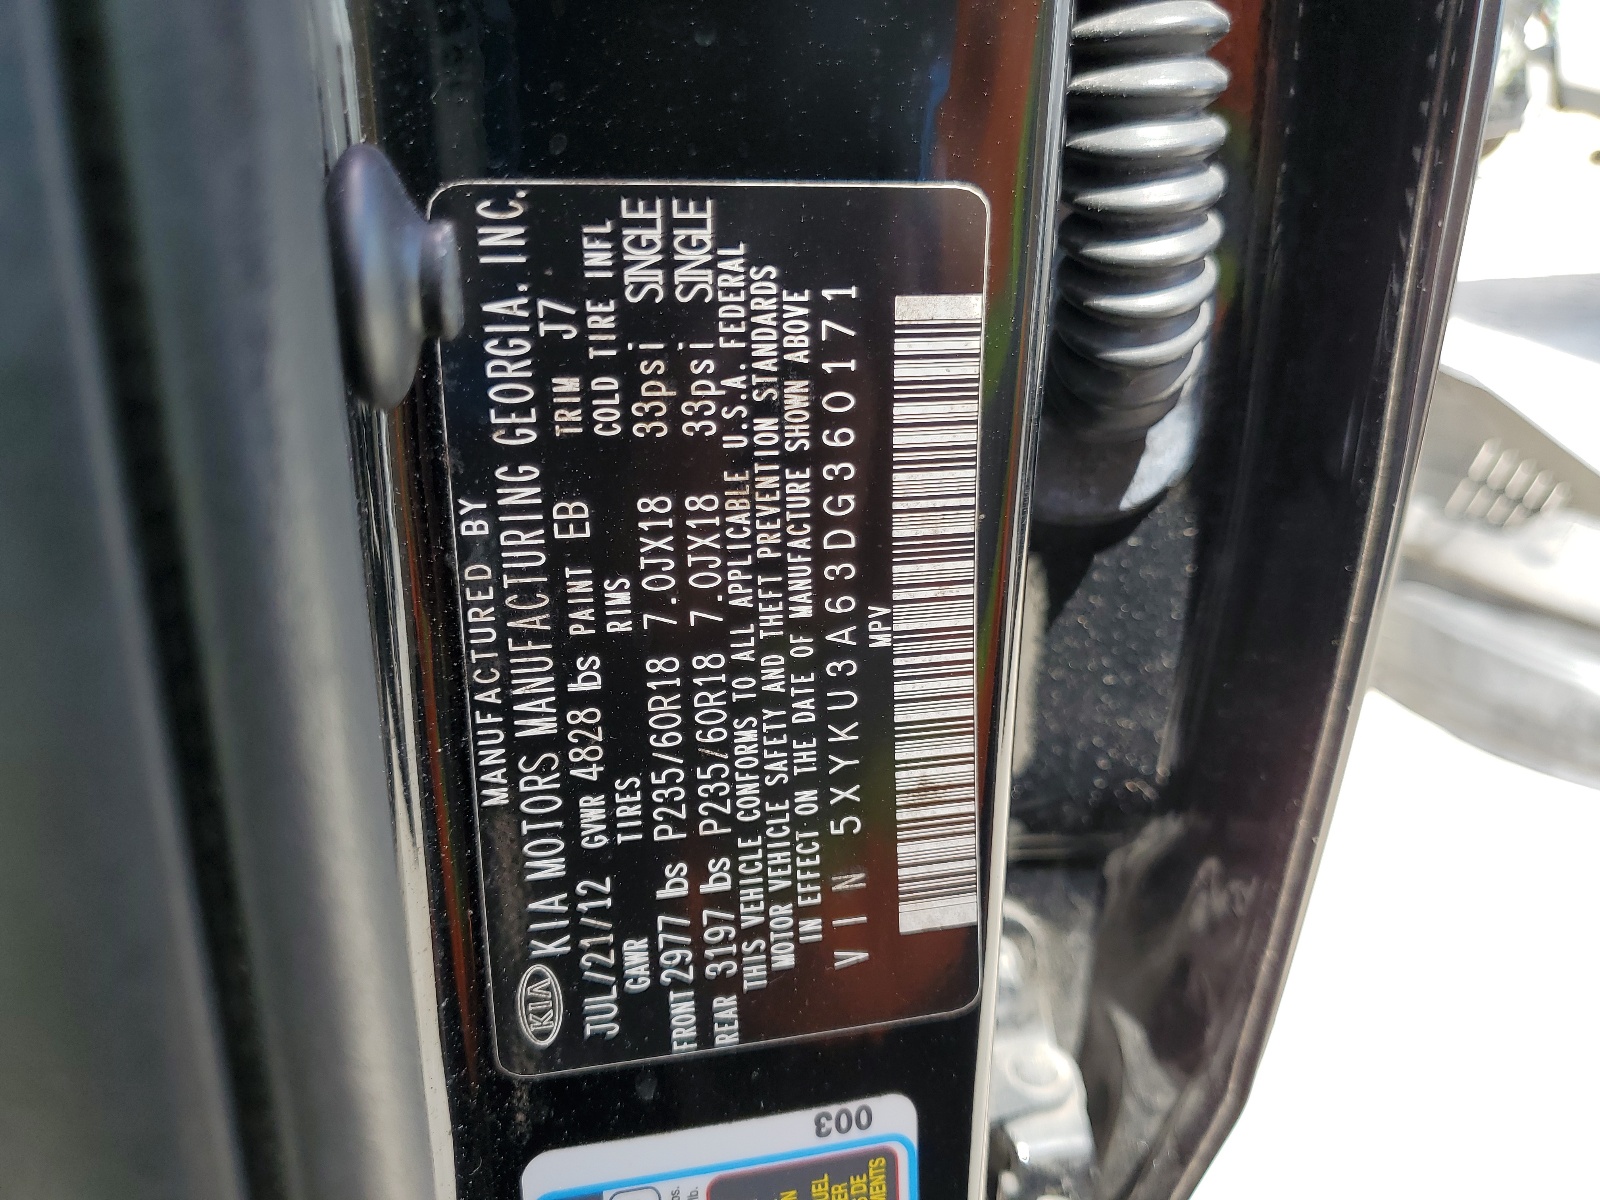 MANUFACTURED BY
KIA KIA MOTORS MANUFACTURING GEORGIA. INC.
JUL/21/12 GVWR 4828 lbs PAINT EB TRIM J7
GAWR TIRES RIMS COLD TIRE INFL
FRONT 2977 lbs P235/60R18 7.0JX18 33psi SINGLE
REAR 3197 lbs P235/60R18 7.0JX18 33psi SINGLE
THIS VEHICLE CONFORMS TO ALL APPLICABLE U.S.A. FEDERAL
MOTOR VEHICLE SAFETY AND THEFT PREVENTION STANDARDS
IN EFFECT ON THE DATE OF MANUFACTURE SHOWN ABOVE
VIN 5XYKU3A63DG360171
MPV
003